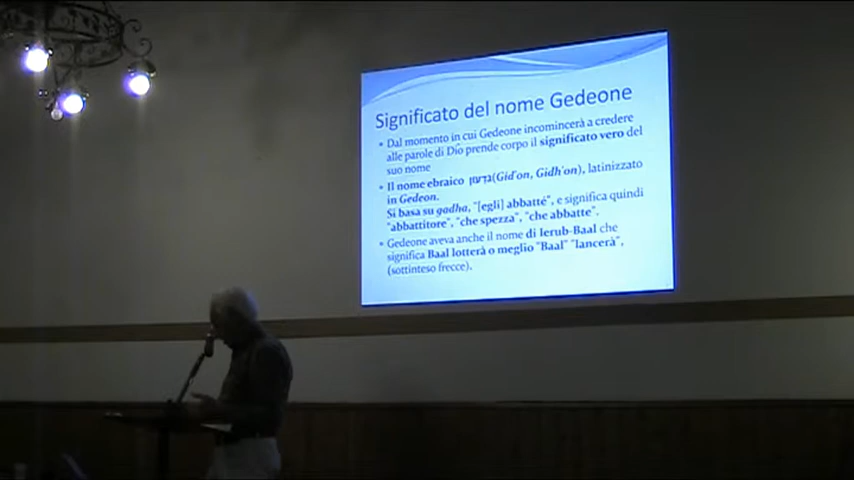 Significato del nome Gedeone
• Dal momento in cui Gedeone incomincerà a credere
alle parole di Dio prende corpo il significato vero del
suo nome
• Il nome ebraico גדעון(Gid'on, Gidh'on), latinizzato
in Gedeon.
Si basa su gadha, "[egli] abbatté", e significa quindi
"abbattitore", "che spezza", "che abbatte".
• Gedeone aveva anche il nome di Ierub-Baal che
significa Baal lotterà o meglio "Baal" "lancerà",
(sottinteso frecce).